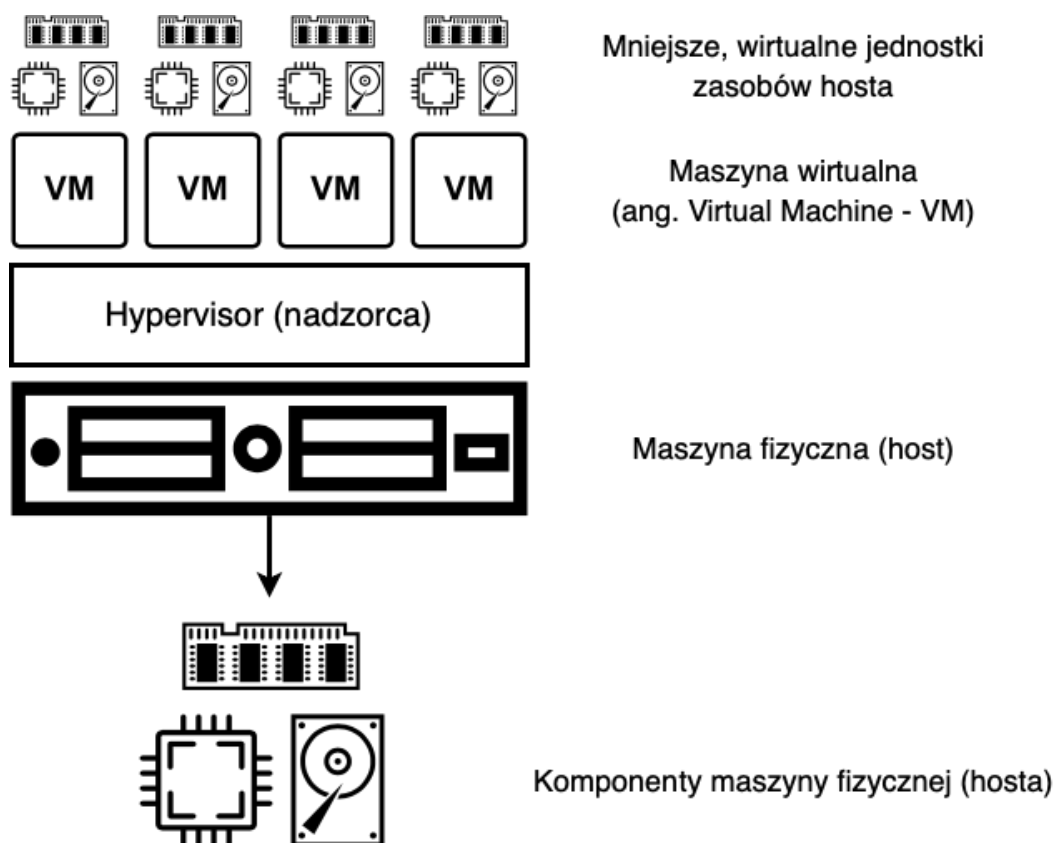 Mniejsze, wirtualne jednostki
zasobów hosta
VM VM VM VM
Maszyna wirtualna
(ang. Virtual Machine - VM)
Hypervisor (nadzorca)
Maszyna fizyczna (host)
Komponenty maszyny fizycznej (hosta)